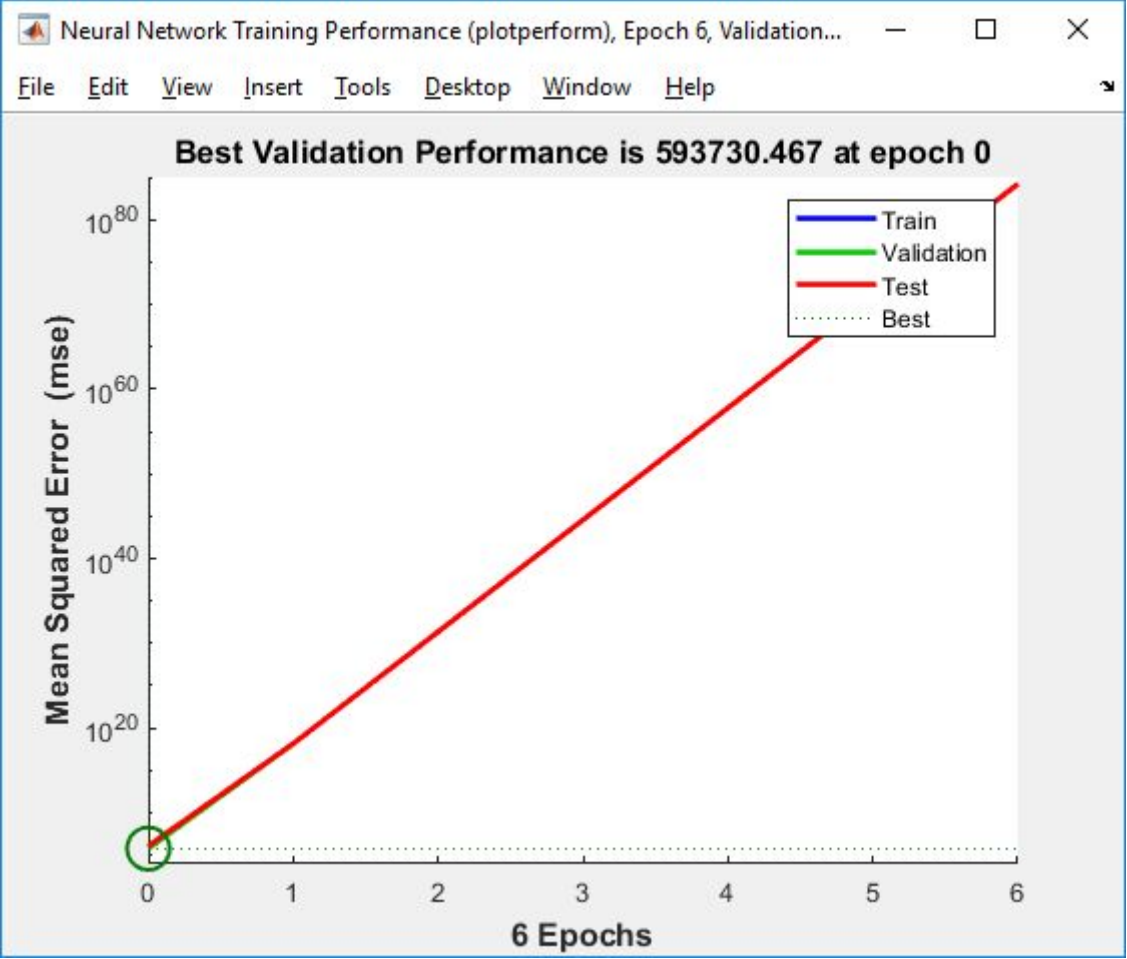 Neural Network Training Performance (plotperform), Epoch 6, Validation...
File Edit View Insert Tools Desktop Window Help
Best Validation Performance is 593730.467 at epoch 0
Train
Validation
Test
Best
10^80
10^60
10^40
10^20
Mean Squared Error (mse)
0 1 2 3 4 5 6
6 Epochs